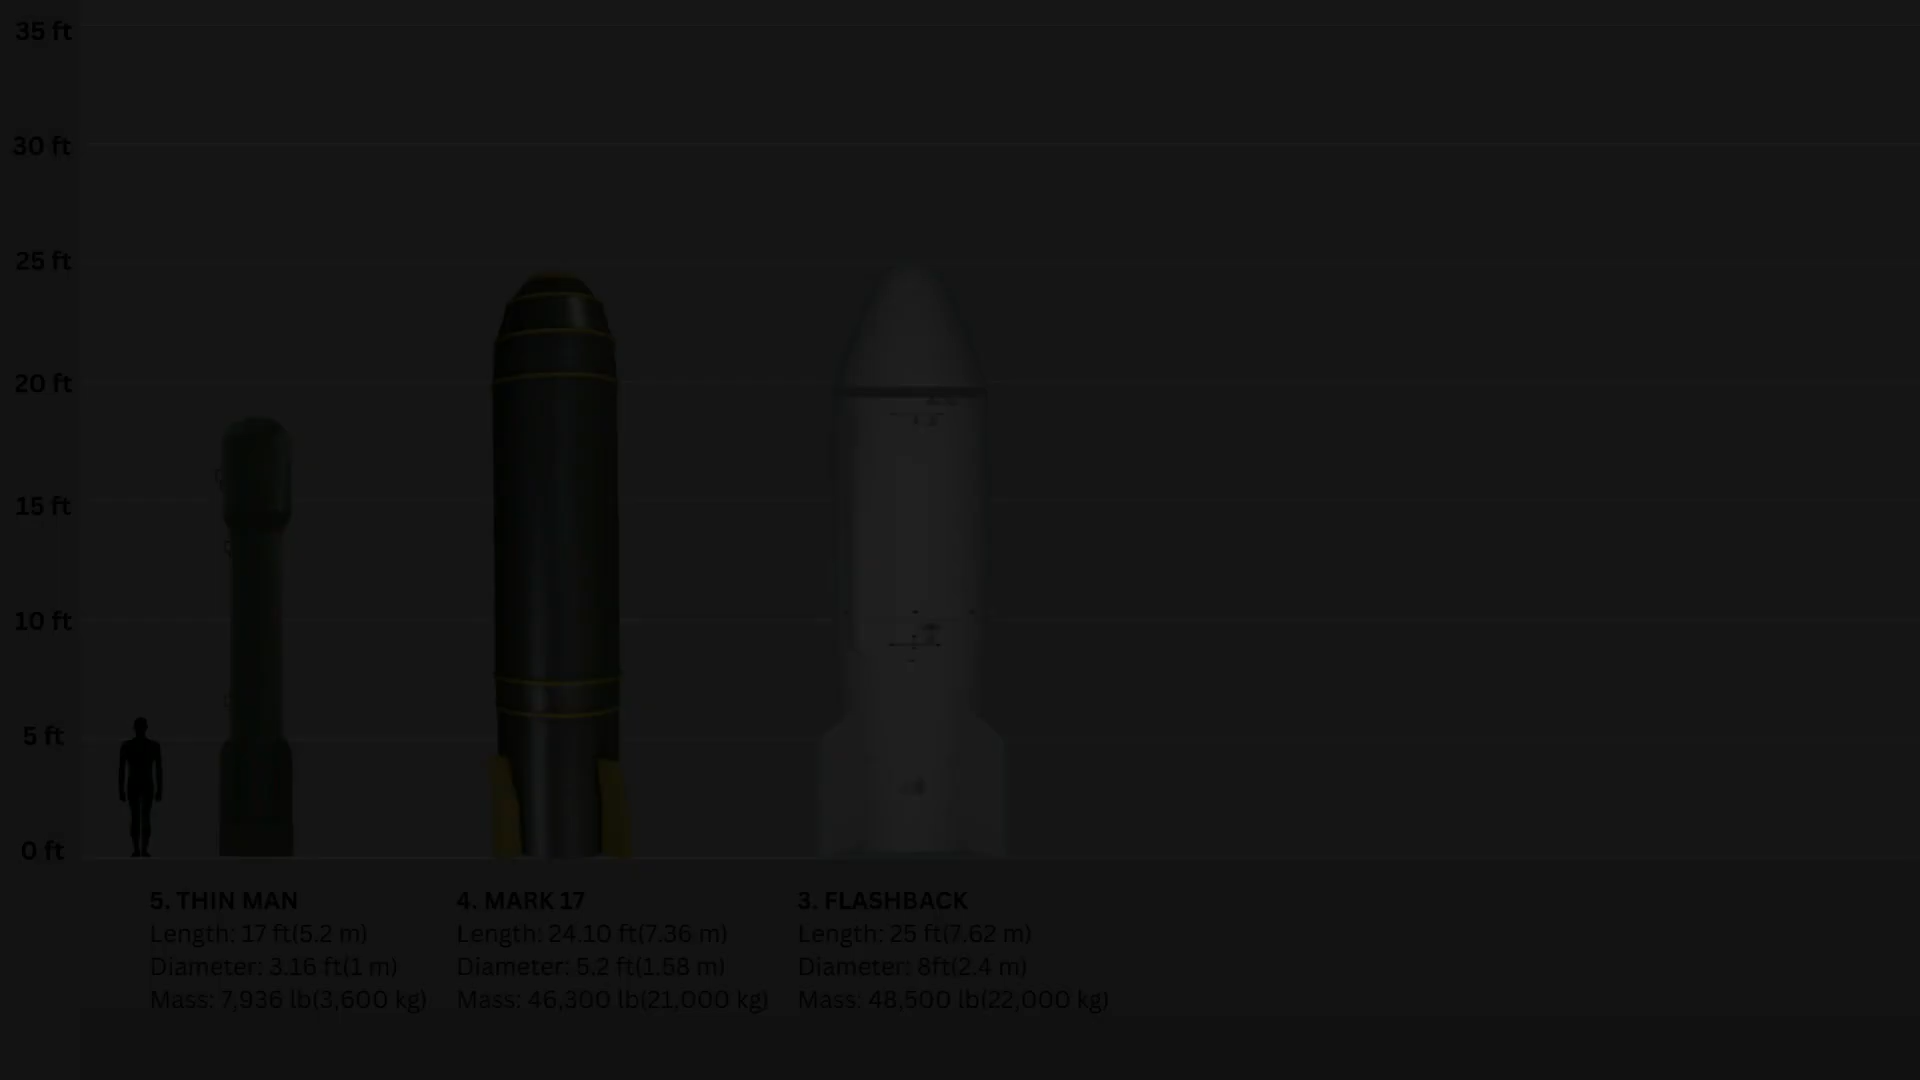 35 ft
30 ft
25 ft
20 ft
15 ft
10 ft
5 ft
0 ft
5. THIN MAN
Length: 17 ft(5.2 m)
Diameter: 3.16 ft(1 m)
Mass: 7,936 lb(3,600 kg)
4. MARK 17
Length: 24.10 ft(7.36 m)
Diameter: 5.2 ft(1.58 m)
Mass: 46,300 lb(21,000 kg)
3. FLASHBACK
Length: 25 ft(7.62 m)
Diameter: 8ft(2.4 m)
Mass: 48,500 lb(22,000 kg)